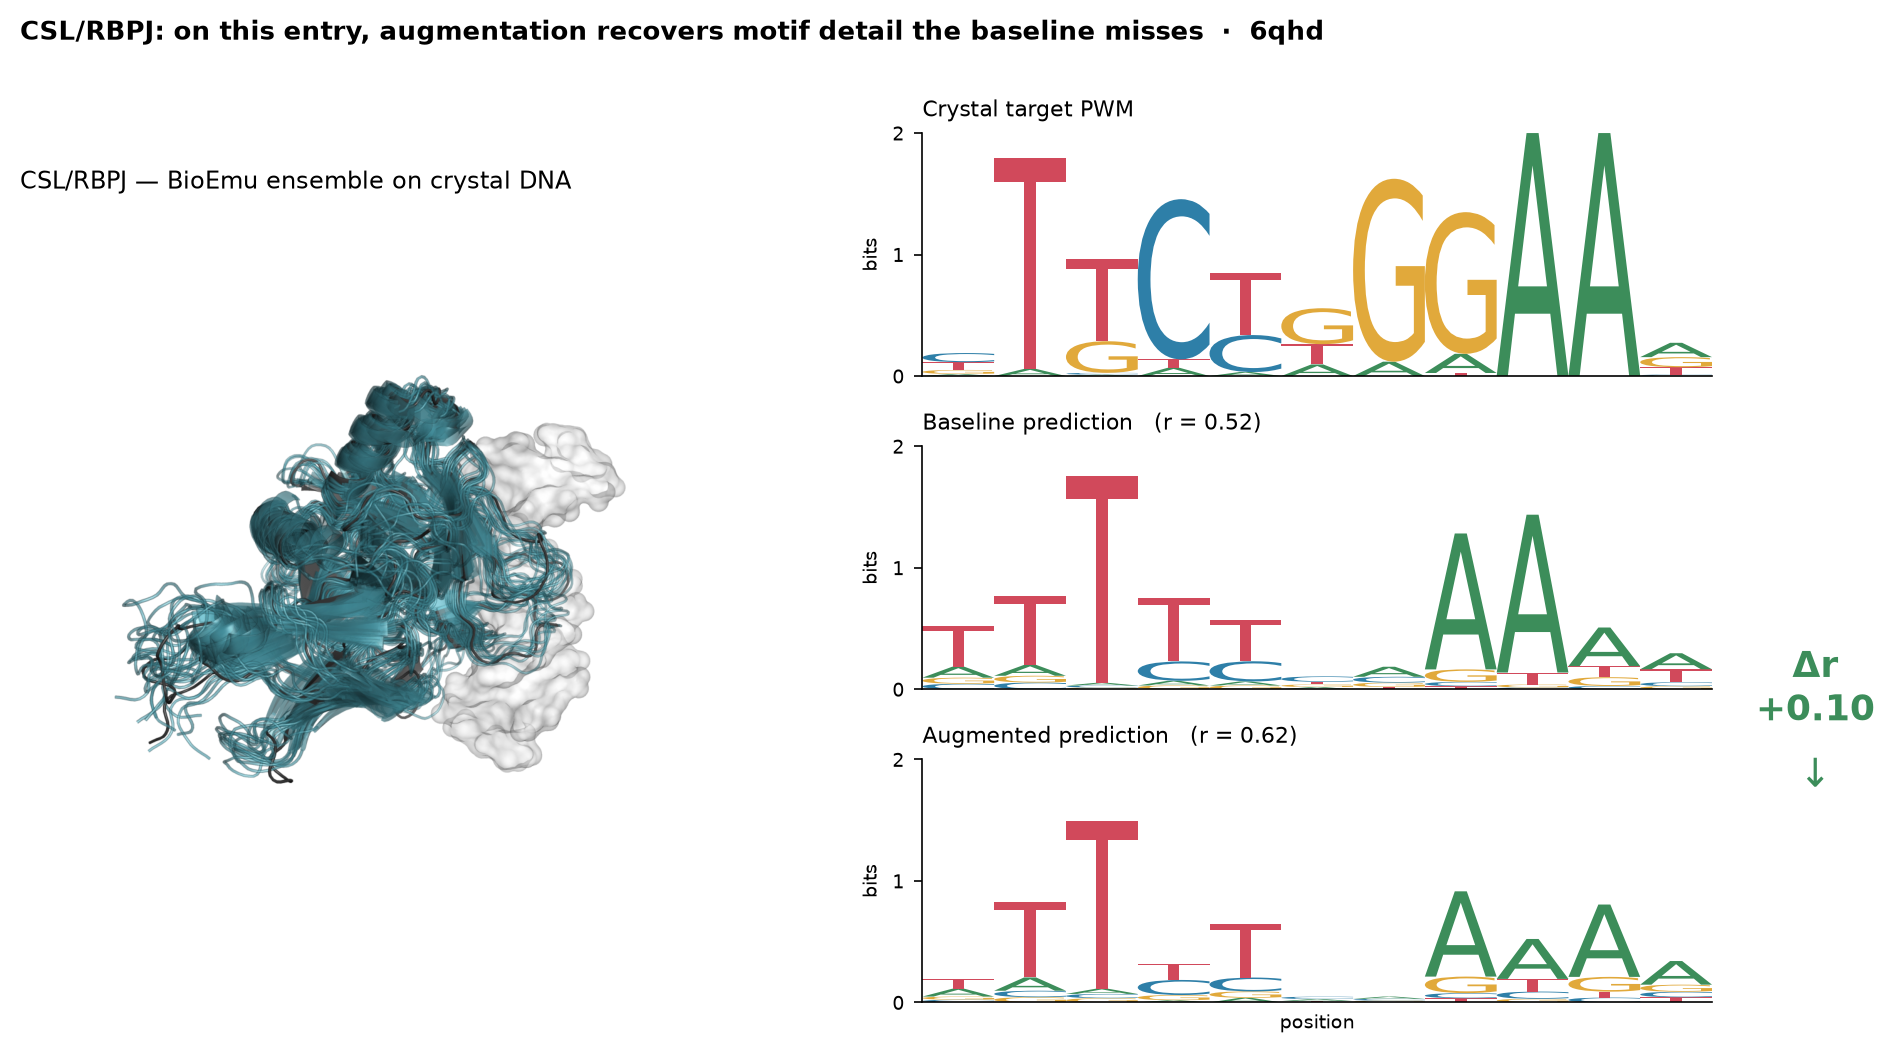 CSL/RBPJ: on this entry, augmentation recovers motif detail the baseline misses · 6qhd
CSL/RBPJ — BioEmu ensemble on crystal DNA
Crystal target PWM
2
1
0
bits
Baseline prediction (r = 0.52)
2
1
0
bits
Augmented prediction (r = 0.62)
2
1
0
bits
position
Δr
+0.10
↓